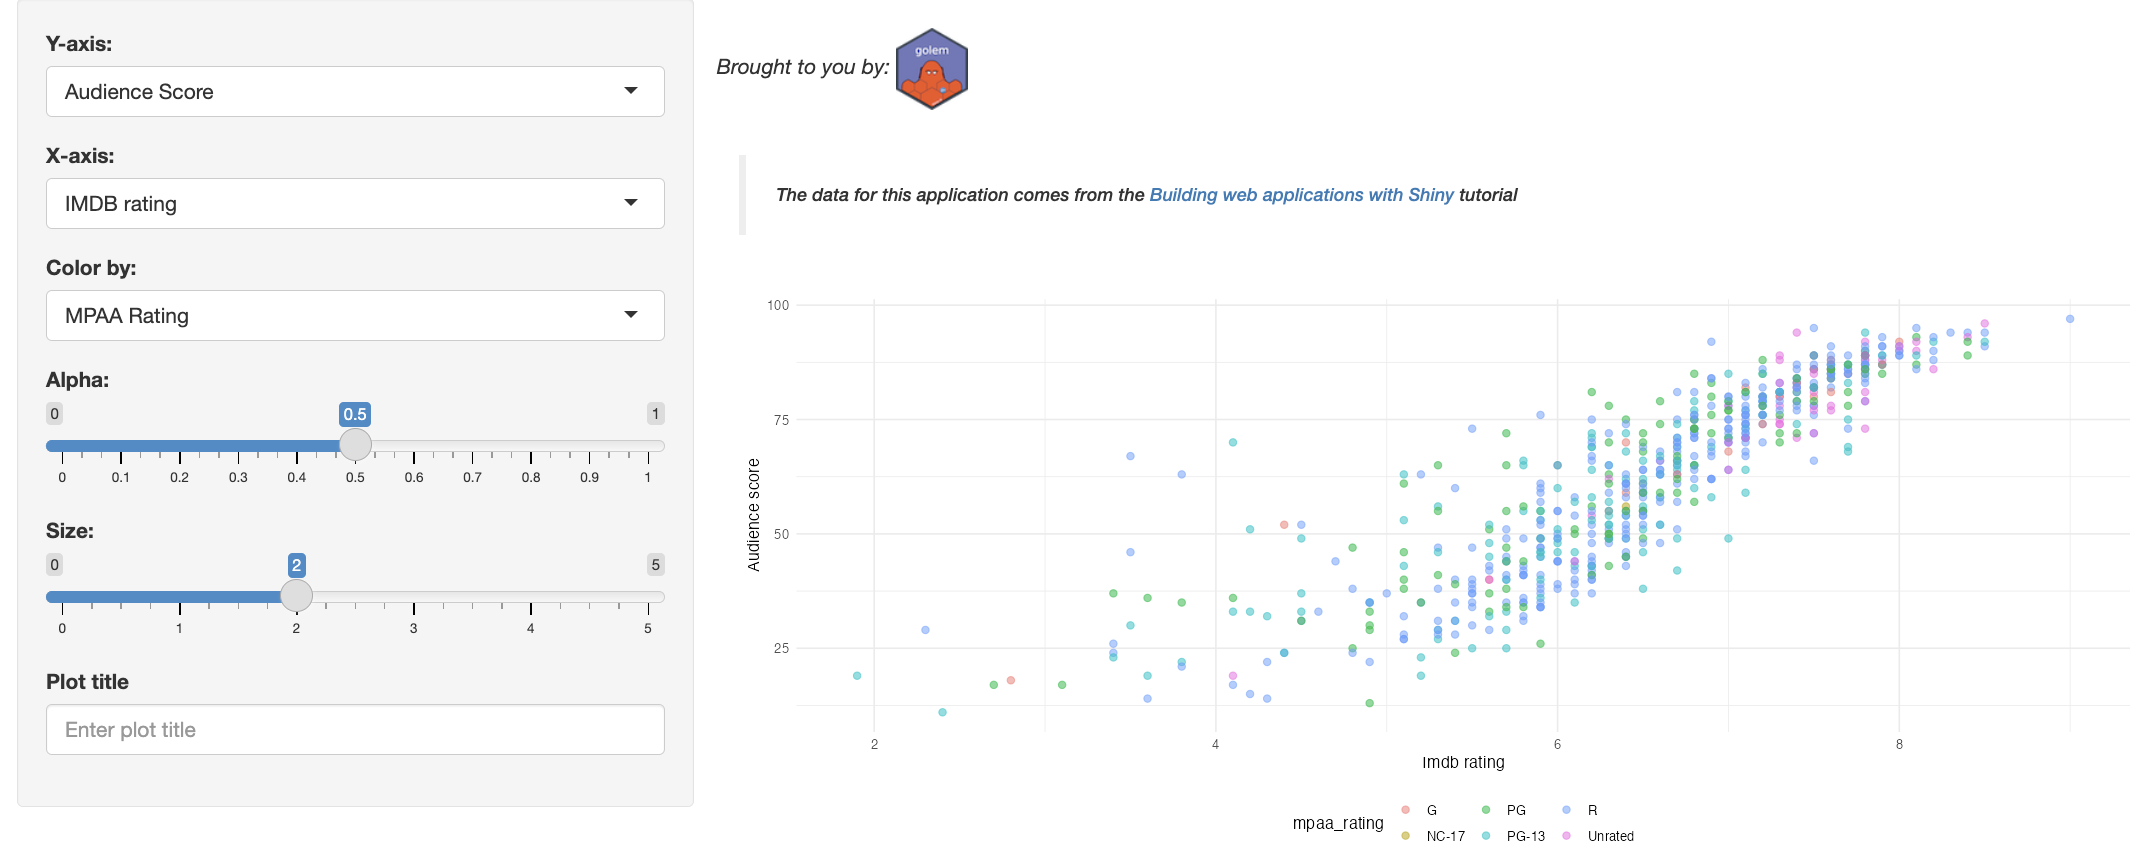 Y-axis:
Audience Score
X-axis:
IMDB rating
Color by:
MPAA Rating
Alpha:
0 0.5 1
0 0.1 0.2 0.3 0.4 0.5 0.6 0.7 0.8 0.9 1
Size:
0 2 5
0 1 2 3 4 5
Plot title
Enter plot title
Brought to you by:
golem
The data for this application comes from the Building web applications with Shiny tutorial
100
75
50
25
Audience score
2 4 6 8
Imdb rating
mpaa_rating
G PG R
NC-17 PG-13 Unrated